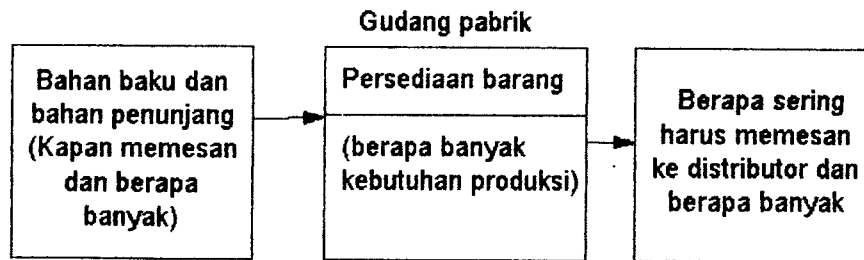 Gudang pabrik
Bahan baku dan
bahan penunjang
(Kapan memesan
dan berapa
banyak)
Persediaan barang
(berapa banyak
kebutuhan produksi)
Berapa sering
harus memesan
ke distributor dan
berapa banyak